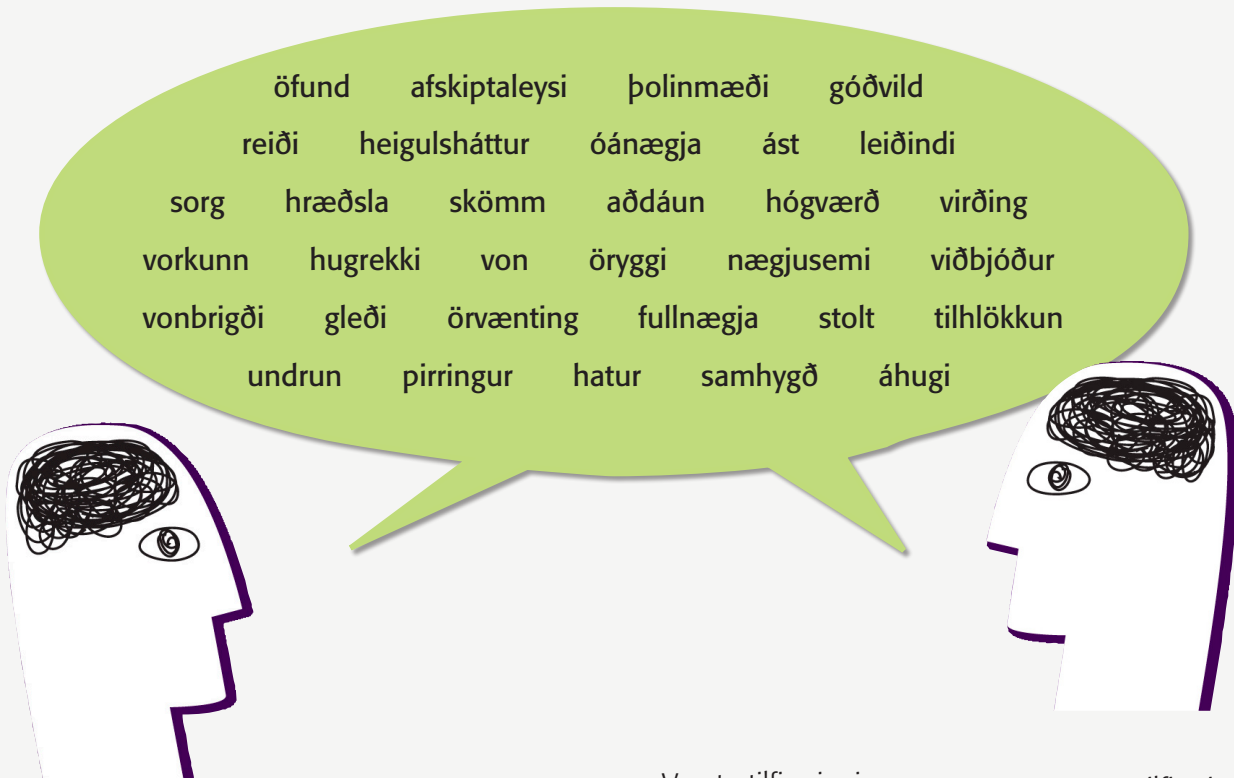 öfund afskiptaleysi þolinmæði góðvild
reiði heigulsháttur óánægja ást leiðindi
sorg hræðsla skömm aðdáun hógværð virðing
vorkunn hugrekki von öryggi nægjusemi viðbjóður
vonbrigði gleði örvænting fullnægja stolt tilhlökkun
undrun pirringur hatur samhygð áhugi